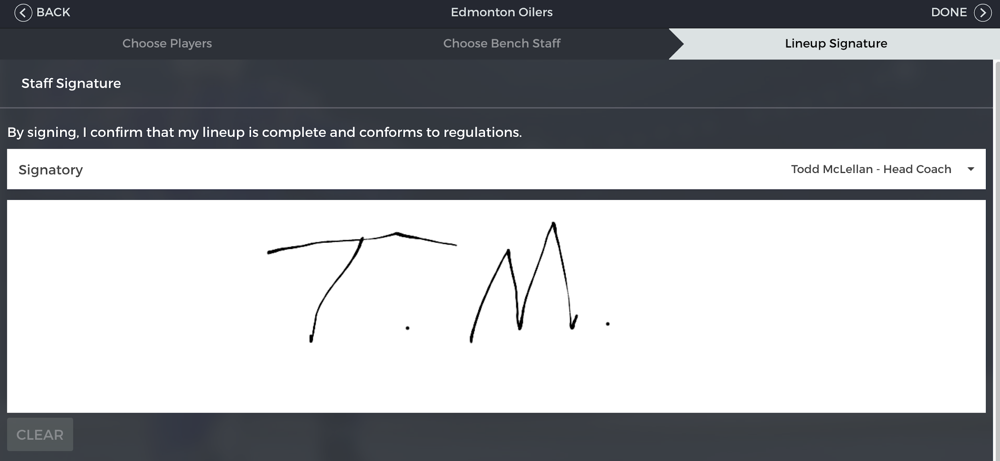 BACK Edmonton Oilers DONE
Choose Players Choose Bench Staff Lineup Signature
Staff Signature
By signing, I confirm that my lineup is complete and conforms to regulations.
Signatory Todd McLellan - Head Coach
T. M.
CLEAR